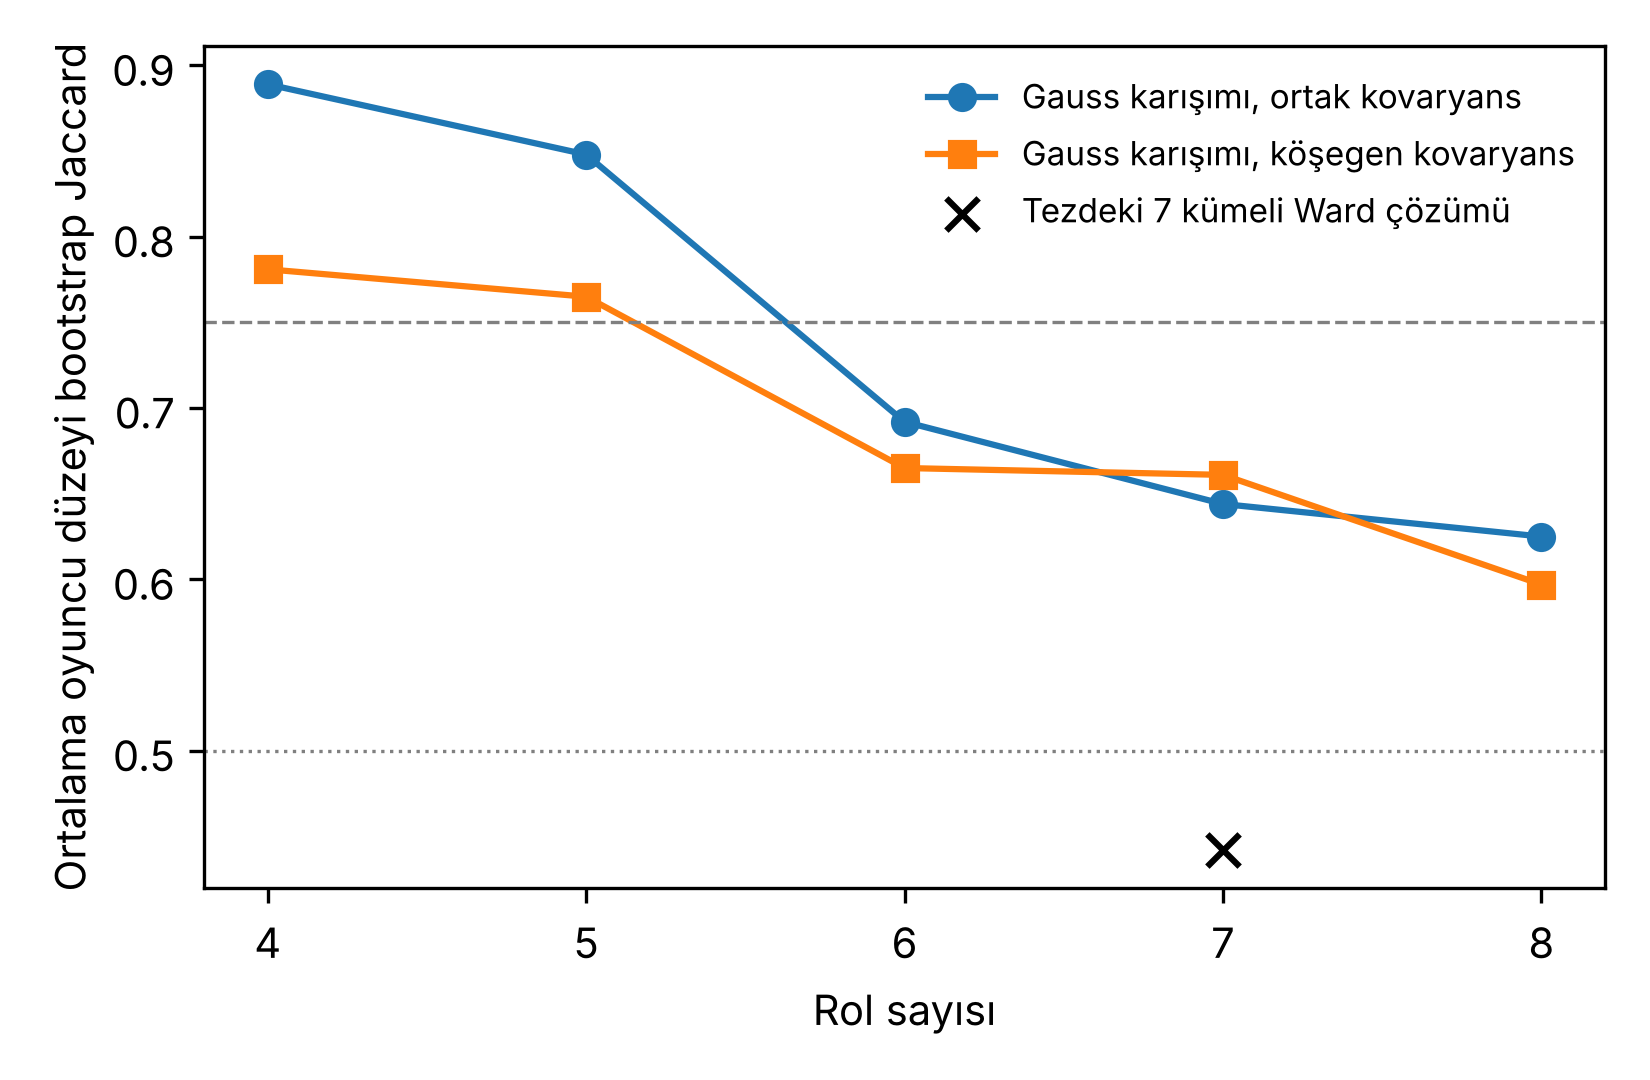 Ortalama oyuncu düzeyi bootstrap Jaccard
0.9
0.8
0.7
0.6
0.5
Gauss karışımı, ortak kovaryans
Gauss karışımı, köşegen kovaryans
Tezdeki 7 kümeli Ward çözümü
4 5 6 7 8
Rol sayısı